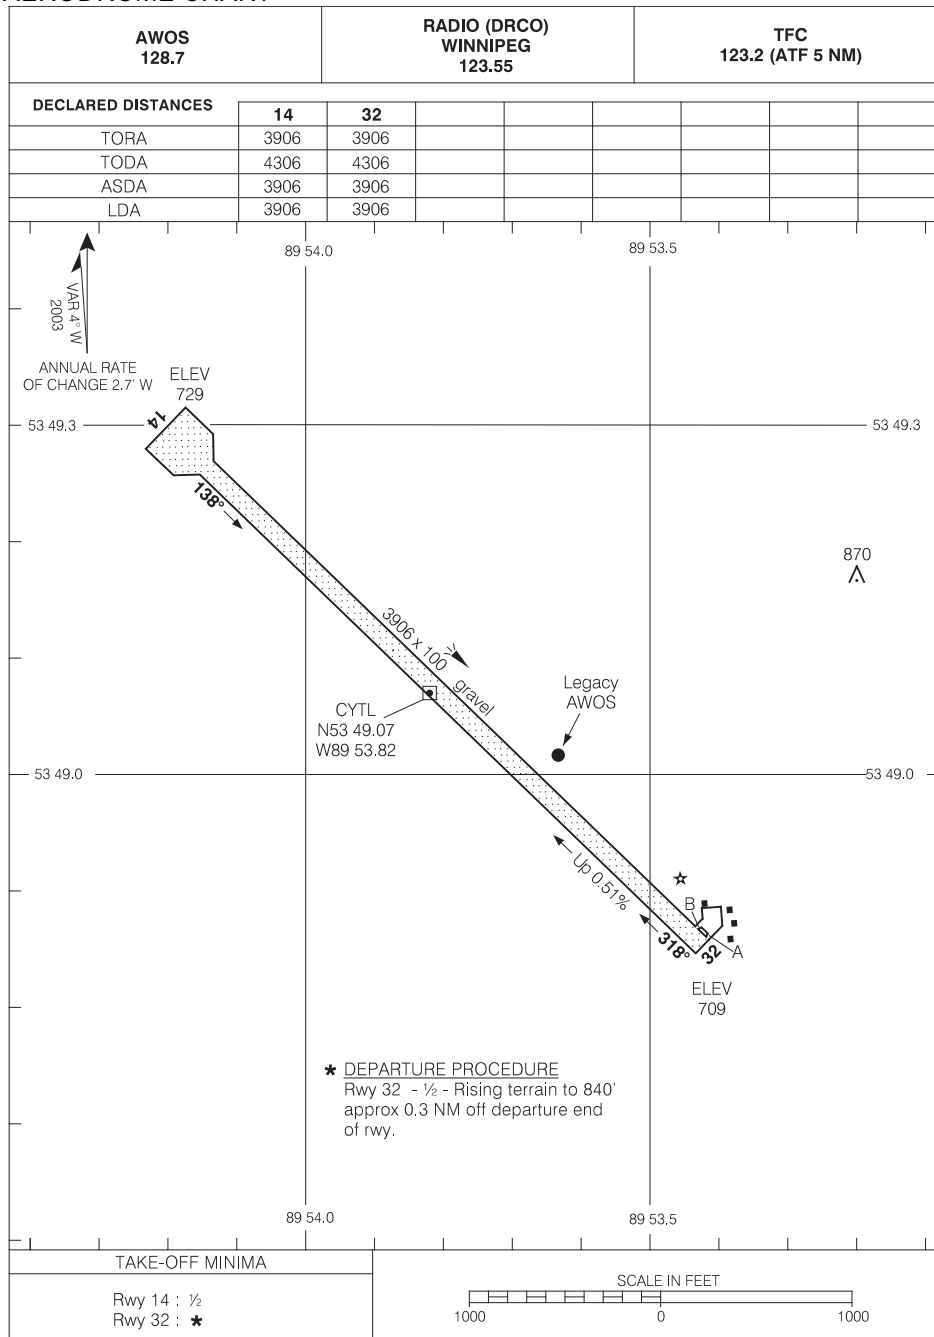 AWOS
128.7
RADIO (DRCO)
WINNIPEG
123.55
TFC
123.2 (ATF 5 NM)
DECLARED DISTANCES 14 32
TORA 3906 3906
TODA 4306 4306
ASDA 3906 3906
LDA 3906 3906
89 54.0 89 53.5
VAR 4° W
2003
ANNUAL RATE
OF CHANGE 2.7' W
ELEV
729
14
53 49.3 53 49.3
138°
870
3906 x 100
gravel
Legacy
AWOS
CYTL
N53 49.07
W89 53.82
53 49.0 53 49.0
Up 0.51%
B
A
318°
32
ELEV
709
* DEPARTURE PROCEDURE
Rwy 32 - ½ - Rising terrain to 840'
approx 0.3 NM off departure end
of rwy.
89 54.0 89 53.5
TAKE-OFF MINIMA
Rwy 14 : ½
Rwy 32 : *
SCALE IN FEET
1000 0 1000